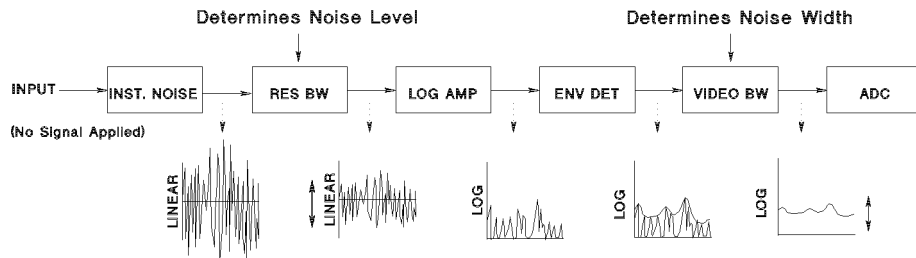 Determines Noise Level
Determines Noise Width
INPUT
INST. NOISE
RES BW
LOG AMP
ENV DET
VIDEO BW
ADC
(No Signal Applied)
LINEAR
LINEAR
LOG
LOG
LOG